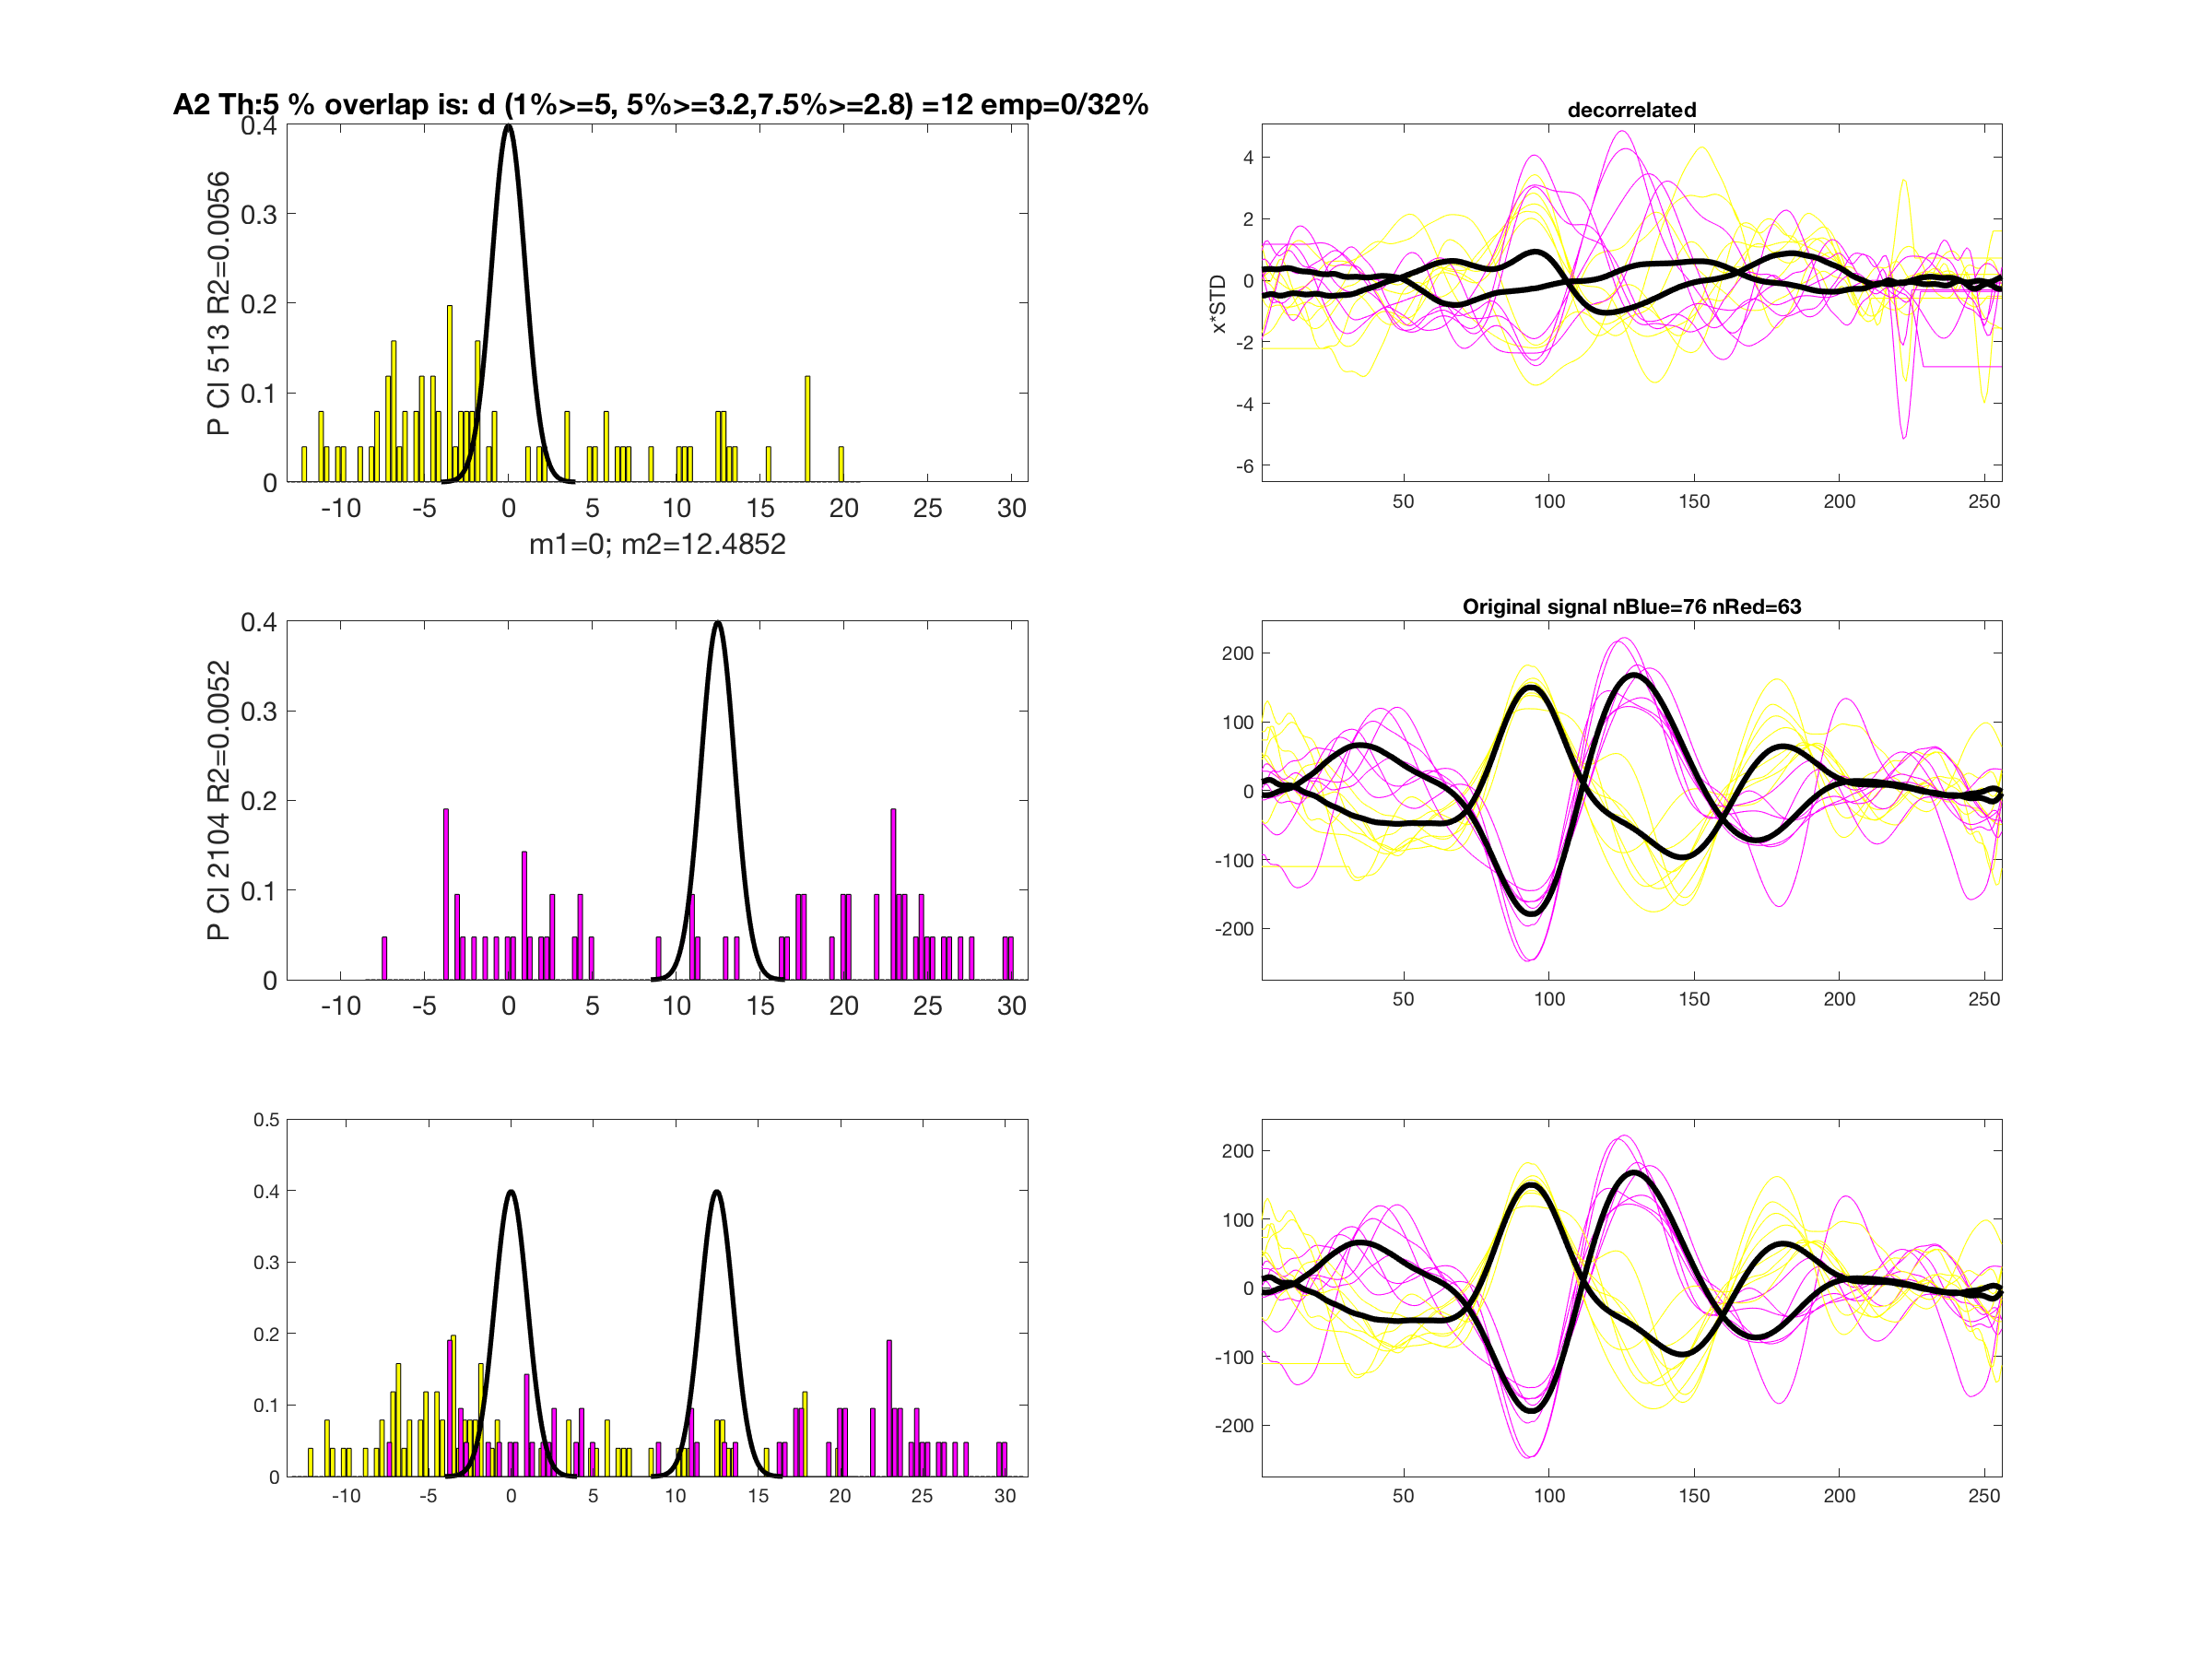 A2 Th:5 % overlap is: d (1%>=5, 5%>=3.2,7.5%>=2.8) =12 emp=0/32%
P Cl 513 R2=0.0056
0.4
0.3
0.2
0.1
0
-10 -5 0 5 10 15 20 25 30
m1=0; m2=12.4852
decorrelated
x*STD
4
2
0
-2
-4
-6
50 100 150 200 250
P Cl 2104 R2=0.0052
0.4
0.3
0.2
0.1
0
-10 -5 0 5 10 15 20 25 30
Original signal nBlue=76 nRed=63
200
100
0
-100
-200
50 100 150 200 250
0.5
0.4
0.3
0.2
0.1
0
-10 -5 0 5 10 15 20 25 30
200
100
0
-100
-200
50 100 150 200 250